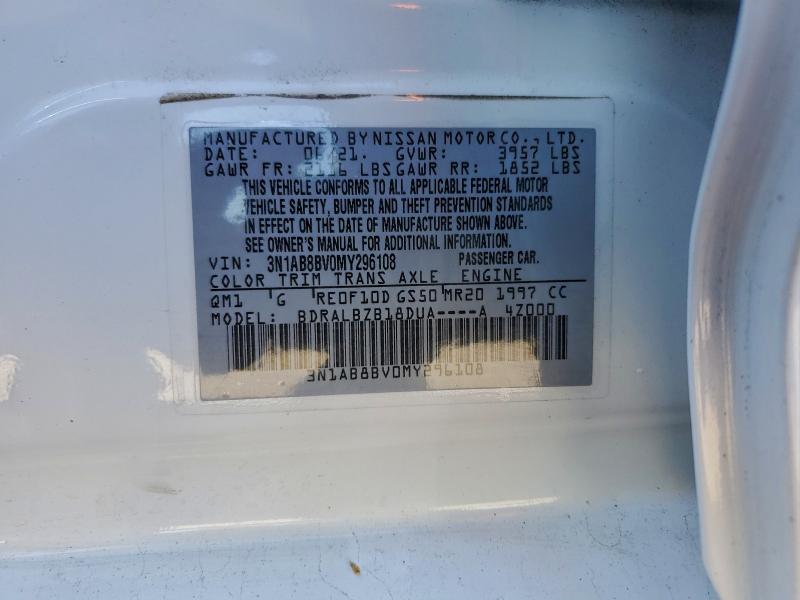 MANUFACTURED BY NISSAN MOTOR CO., LTD.
DATE: 06/21. GVWR: 3957 LBS
GAWR FR: 2116 LBS GAWR RR: 1852 LBS
THIS VEHICLE CONFORMS TO ALL APPLICABLE FEDERAL MOTOR
VEHICLE SAFETY, BUMPER AND THEFT PREVENTION STANDARDS
IN EFFECT ON THE DATE OF MANUFACTURE SHOWN ABOVE.
SEE OWNER'S MANUAL FOR ADDITIONAL INFORMATION.
VIN: 3N1AB8BV0MY296108 PASSENGER CAR.
COLOR TRIM TRANS AXLE ENGINE
QM1 G RE0F10D GS50 MR20 1997 CC
MODEL: BDRALBZB18DUA----A 4Z000
3N1AB8BV0MY296108